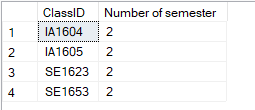 ClassID Number of semester
1 IA1604 2
2 IA1605 2
3 SE1623 2
4 SE1653 2